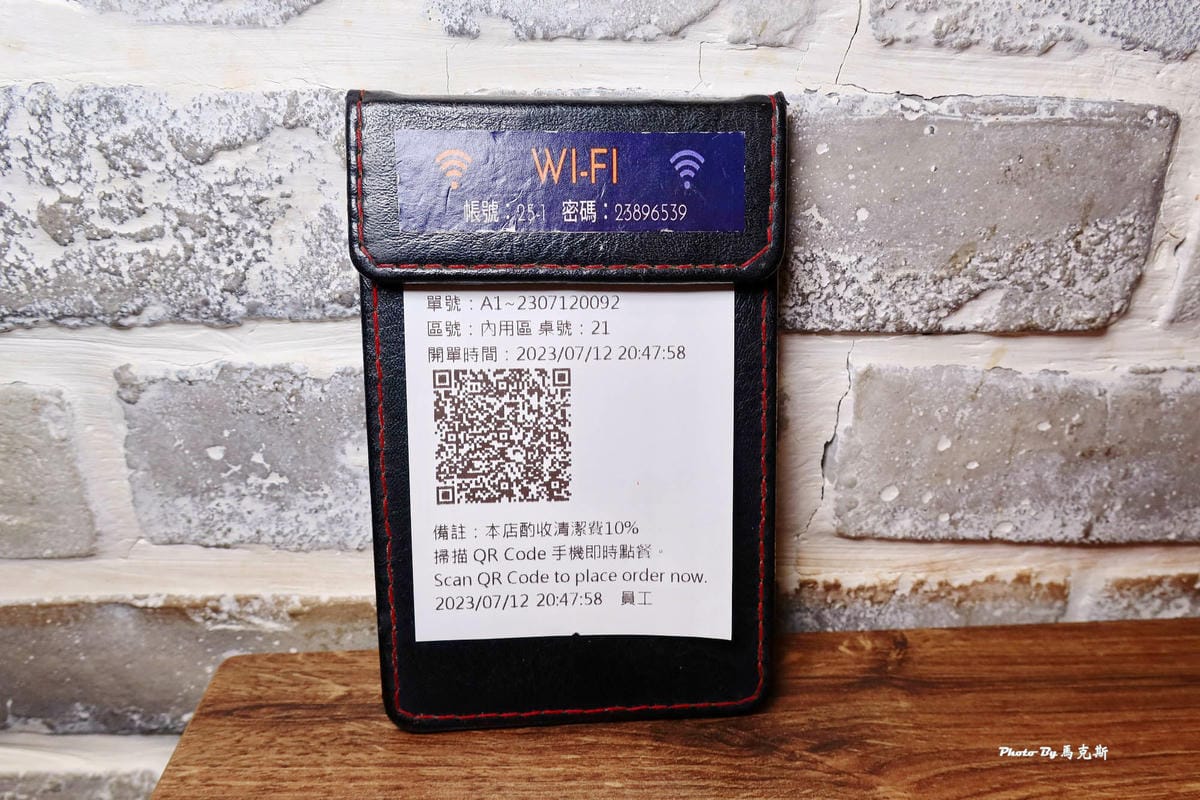 WI-FI
帳號：25-1 密碼：23896539
單號：A1~2307120092
區號：內用區 桌號：21
開單時間：2023/07/12 20:47:58
備註：本店酌收清潔費10%
掃描 QR Code 手機即時點餐。
Scan QR Code to place order now.
2023/07/12 20:47:58 員工
Photo By 馬克斯